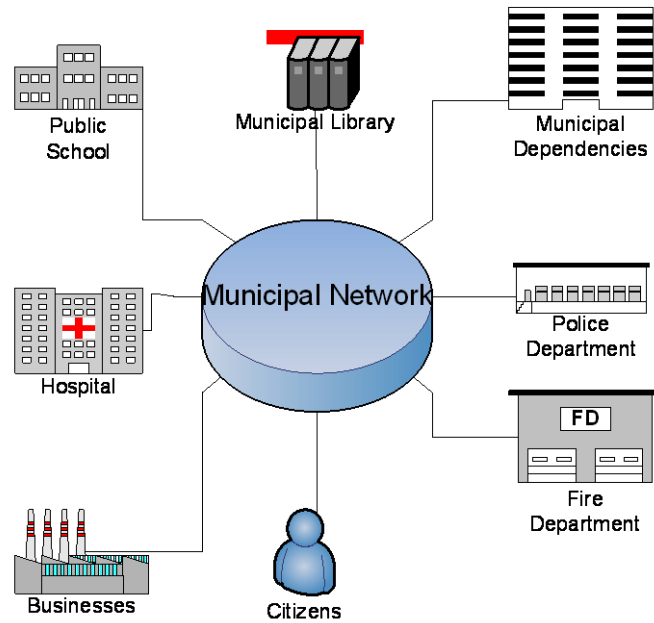 Public
School
Municipal Library
Municipal
Dependencies
Municipal Network
Hospital
Police
Department
FD
Fire
Department
Businesses
Citizens